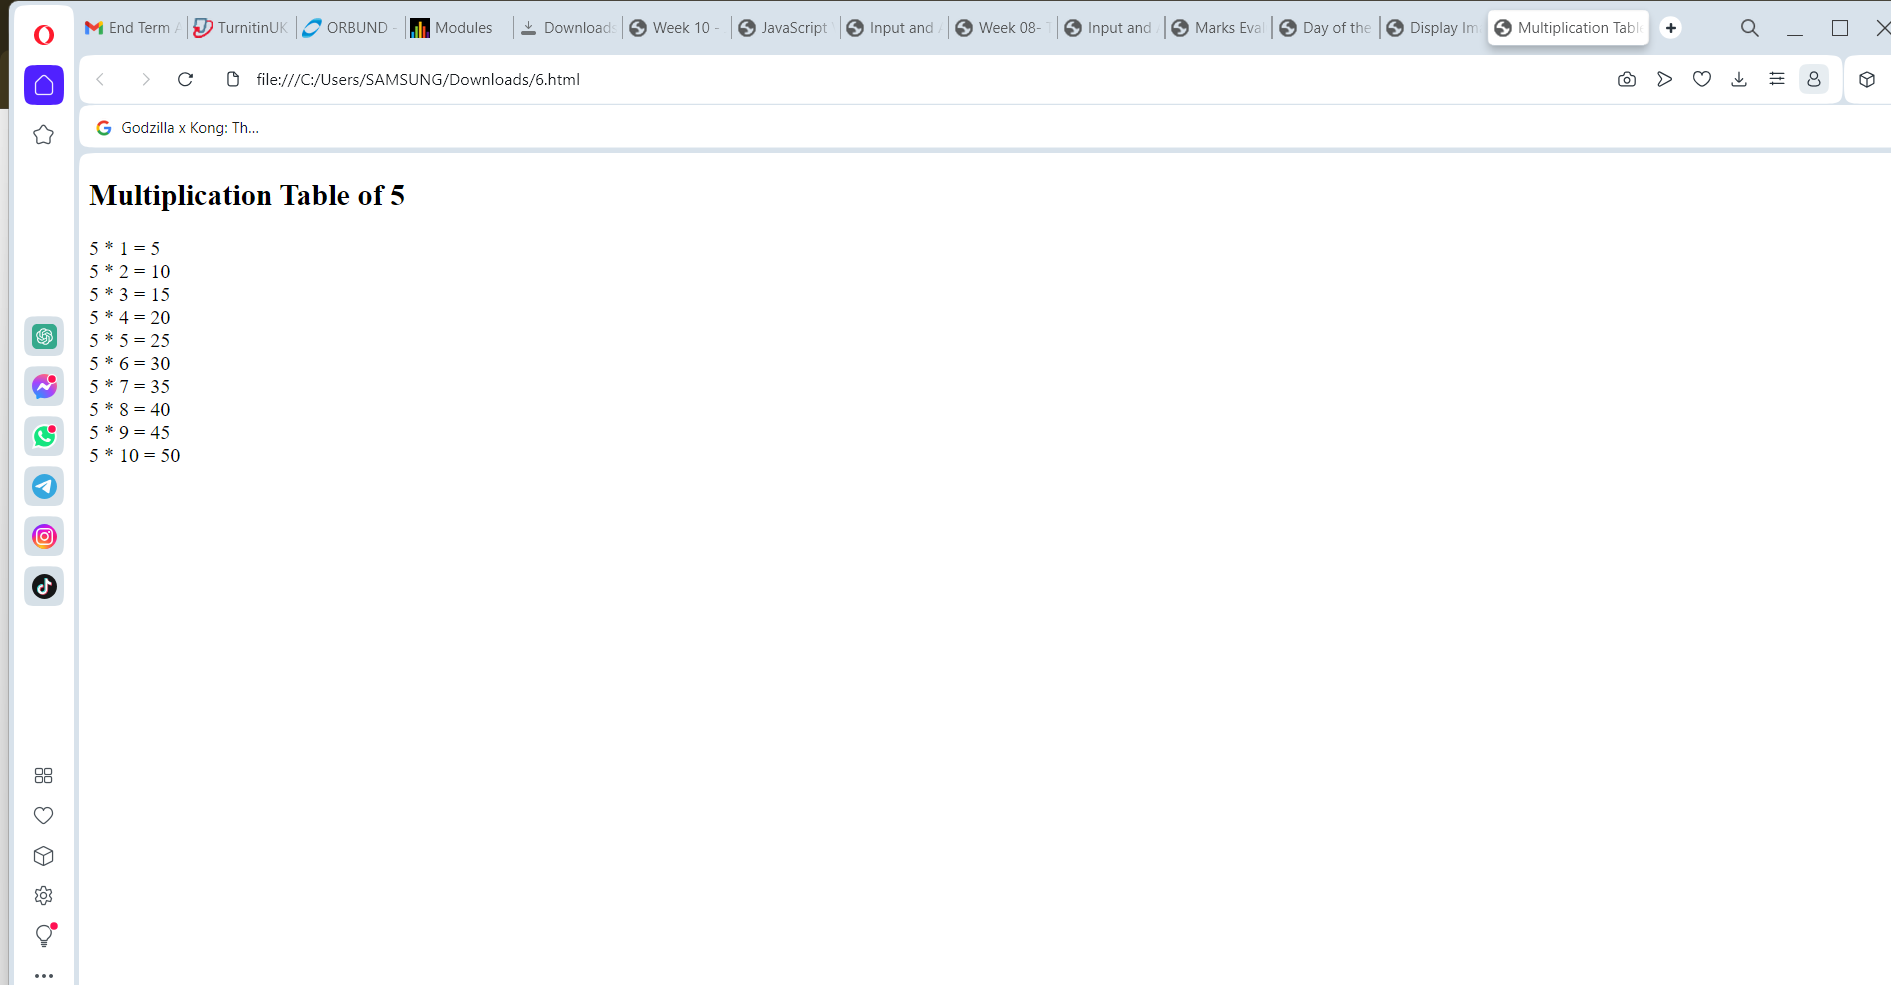 End Term
TurnitinUK
ORBUND -
Modules
Downloads
Week 10 -
JavaScript
Input and
Week 08-
Input and
Marks Eval
Day of the
Display Im
Multiplication Table
file:///C:/Users/SAMSUNG/Downloads/6.html
Godzilla x Kong: Th...
Multiplication Table of 5
5 * 1 = 5
5 * 2 = 10
5 * 3 = 15
5 * 4 = 20
5 * 5 = 25
5 * 6 = 30
5 * 7 = 35
5 * 8 = 40
5 * 9 = 45
5 * 10 = 50